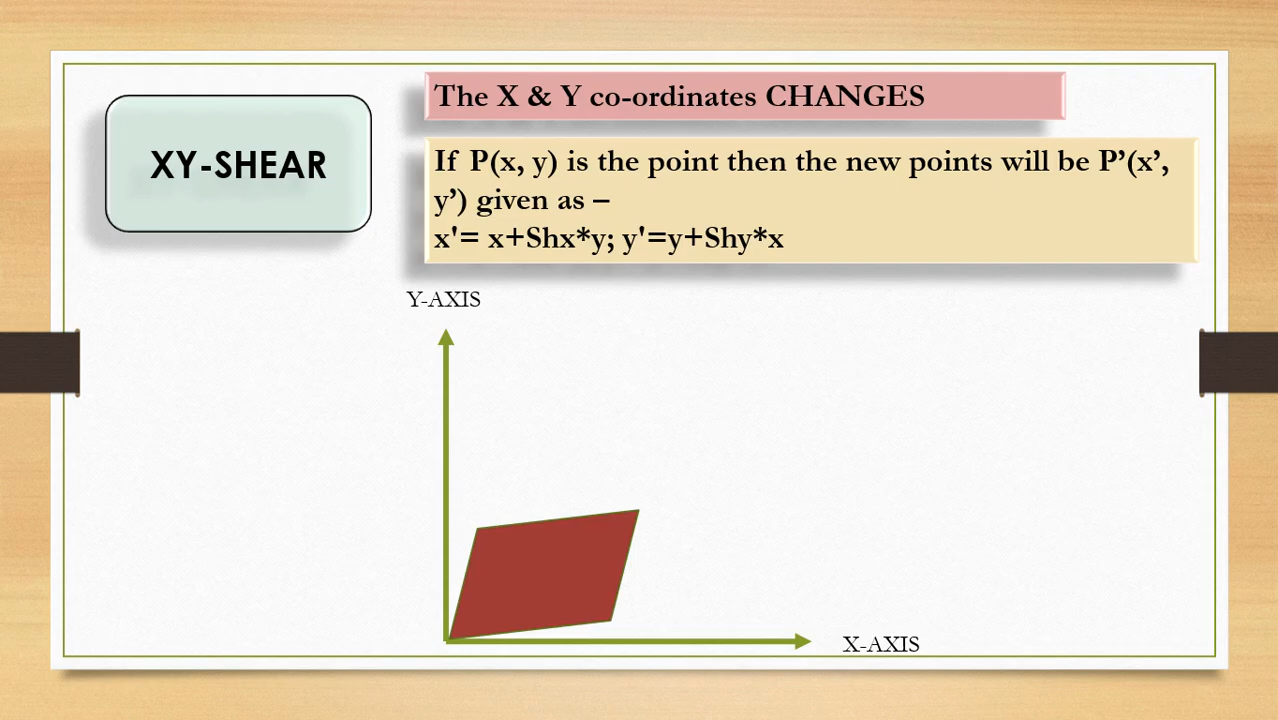 XY-SHEAR
The X & Y co-ordinates CHANGES
If P(x, y) is the point then the new points will be P’(x’,
y’) given as –
x'= x+Shx*y; y'=y+Shy*x
Y-AXIS
X-AXIS